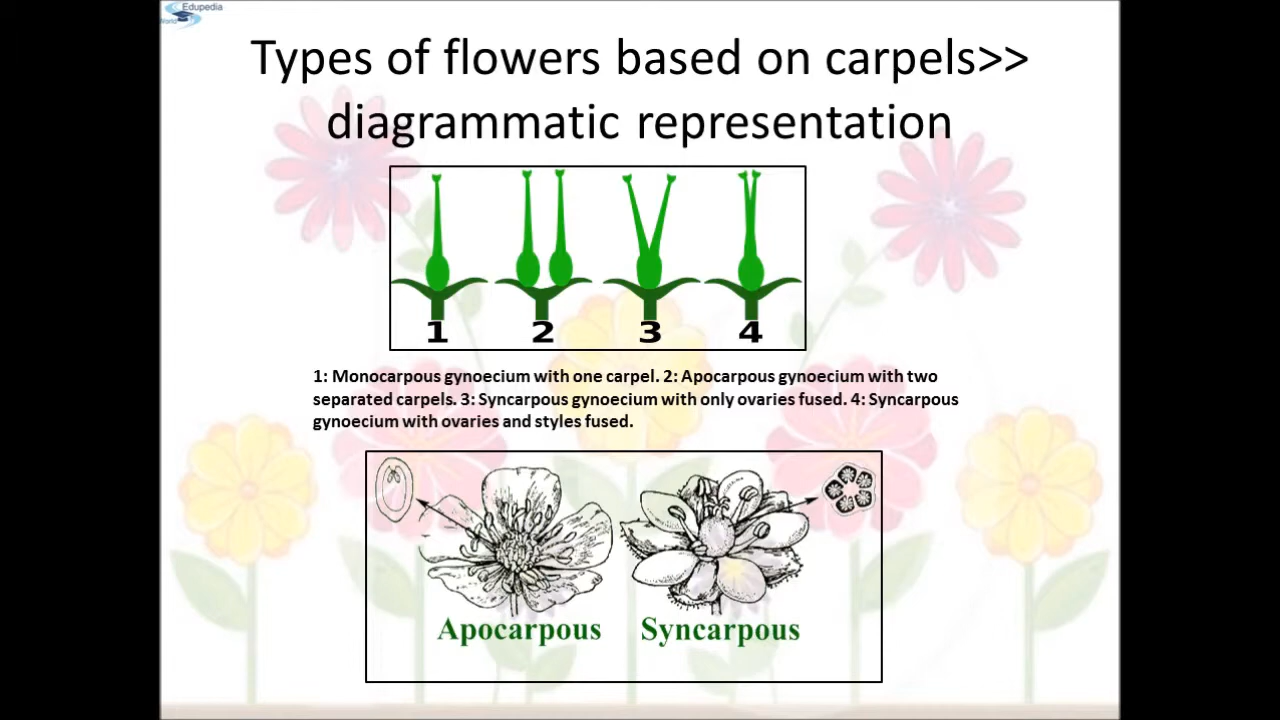 Edupedia
World
Types of flowers based on carpels>>
diagrammatic representation
1 2 3 4
1: Monocarpous gynoecium with one carpel. 2: Apocarpous gynoecium with two
separated carpels. 3: Syncarpous gynoecium with only ovaries fused. 4: Syncarpous
gynoecium with ovaries and styles fused.
Apocarpous Syncarpous